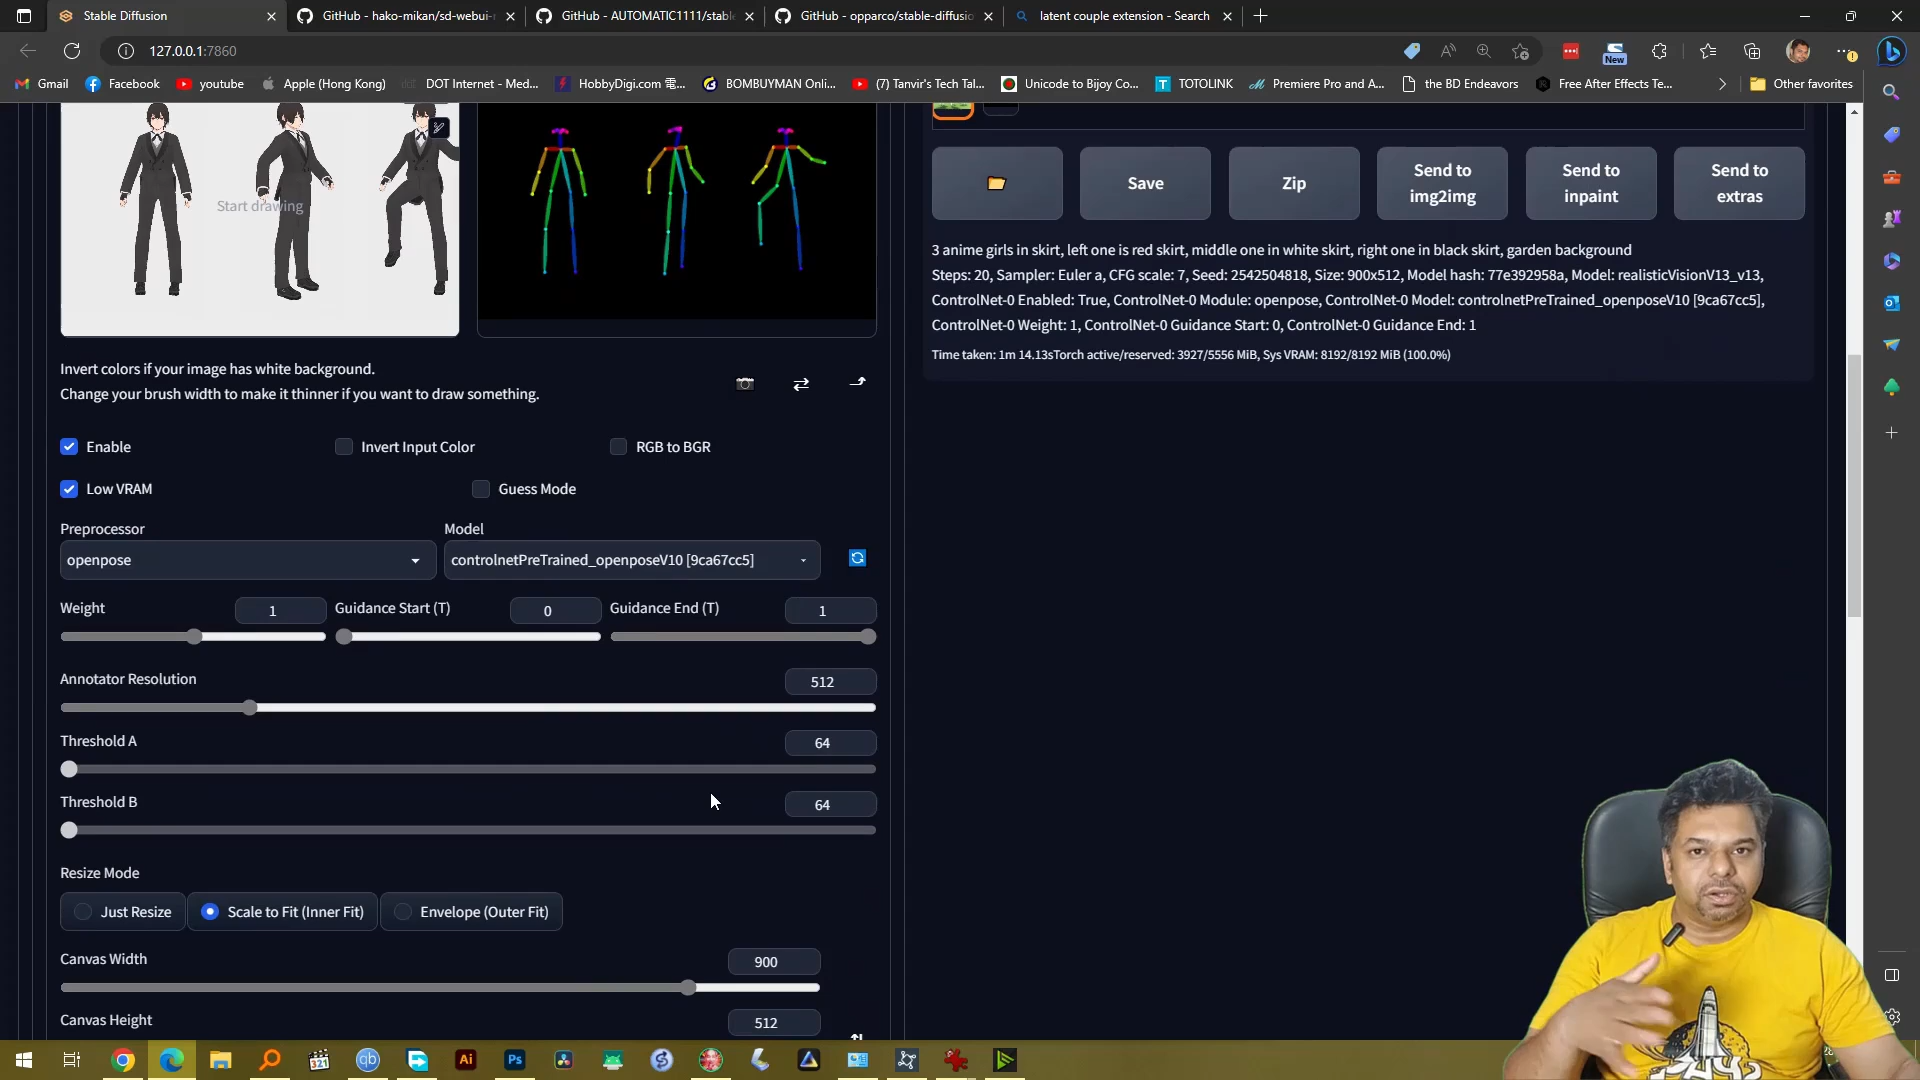 Stable Diffusion
GitHub - hako-mikan/sd-webui-
GitHub - AUTOMATIC1111/stable
GitHub - opparco/stable-diffusio
latent couple extension - Search
127.0.0.1:7860
New
Gmail
Facebook
youtube
Apple (Hong Kong)
DOT Internet - Med...
HobbyDigi.com 電...
BOMBUYMAN Onli...
(7) Tanvir's Tech Tal...
Unicode to Bijoy Co...
TOTOLINK
Premiere Pro and A...
the BD Endeavors
Free After Effects Te...
Other favorites
Start drawing
Save
Zip
Send to
img2img
Send to
inpaint
Send to
extras
3 anime girls in skirt, left one is red skirt, middle one in white skirt, right one in black skirt, garden background
Steps: 20, Sampler: Euler a, CFG scale: 7, Seed: 2542504818, Size: 900x512, Model hash: 77e392958a, Model: realisticVisionV13_v13,
ControlNet-0 Enabled: True, ControlNet-0 Module: openpose, ControlNet-0 Model: controlnetPreTrained_openposeV10 [9ca67cc5],
ControlNet-0 Weight: 1, ControlNet-0 Guidance Start: 0, ControlNet-0 Guidance End: 1
Time taken: 1m 14.13sTorch active/reserved: 3927/5556 MiB, Sys VRAM: 8192/8192 MiB (100.0%)
Invert colors if your image has white background.
Change your brush width to make it thinner if you want to draw something.
Enable
Invert Input Color
RGB to BGR
Low VRAM
Guess Mode
Preprocessor
Model
openpose
controlnetPreTrained_openposeV10 [9ca67cc5]
Weight
1
Guidance Start (T)
0
Guidance End (T)
1
Annotator Resolution
512
Threshold A
64
Threshold B
64
Resize Mode
Just Resize
Scale to Fit (Inner Fit)
Envelope (Outer Fit)
Canvas Width
900
Canvas Height
512
321
qb
Ai
Ps